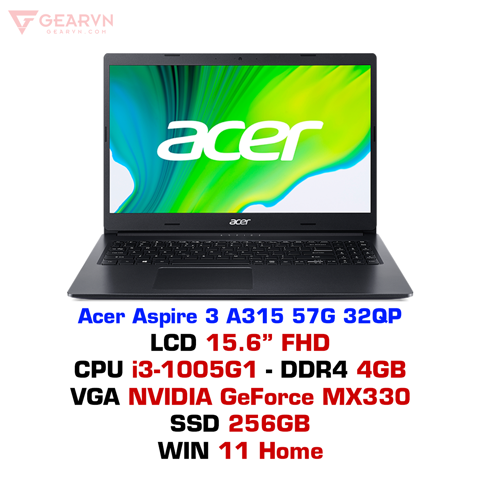 GEARVN
GEARVN.COM
acer
acer
Acer Aspire 3 A315 57G 32QP
LCD 15.6” FHD
CPU i3-1005G1 - DDR4 4GB
VGA NVIDIA GeForce MX330
SSD 256GB
WIN 11 Home